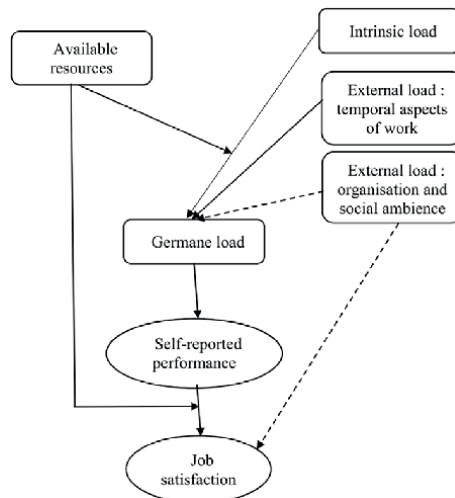 Available
resources
Intrinsic load
External load :
temporal aspects
of work
External load :
organisation and
social ambience
Germane load
Self-reported
performance
Job
satisfaction